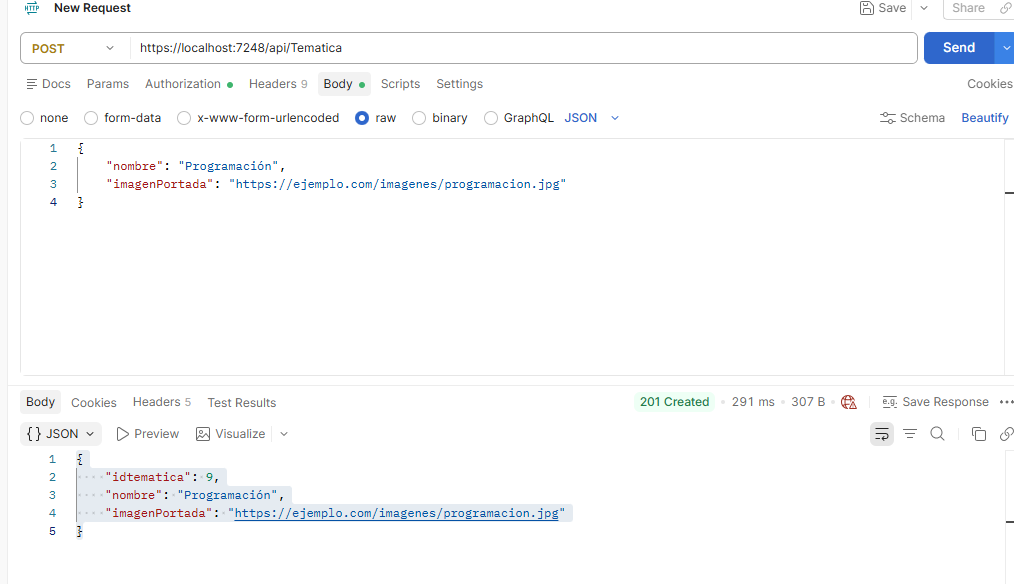 HTTP New Request Save Share
POST https://localhost:7248/api/Tematica Send
Docs Params Authorization Headers 9 Body Scripts Settings Cookies
none form-data x-www-form-urlencoded raw binary GraphQL JSON Schema Beautify
1 {
2 "nombre": "Programación",
3 "imagenPortada": "https://ejemplo.com/imagenes/programacion.jpg"
4 }
Body Cookies Headers 5 Test Results 201 Created 291 ms 307 B e.g. Save Response
{} JSON Preview Visualize
1 {
2 "idtematica": 9,
3 "nombre": "Programación",
4 "imagenPortada": "https://ejemplo.com/imagenes/programacion.jpg"
5 }